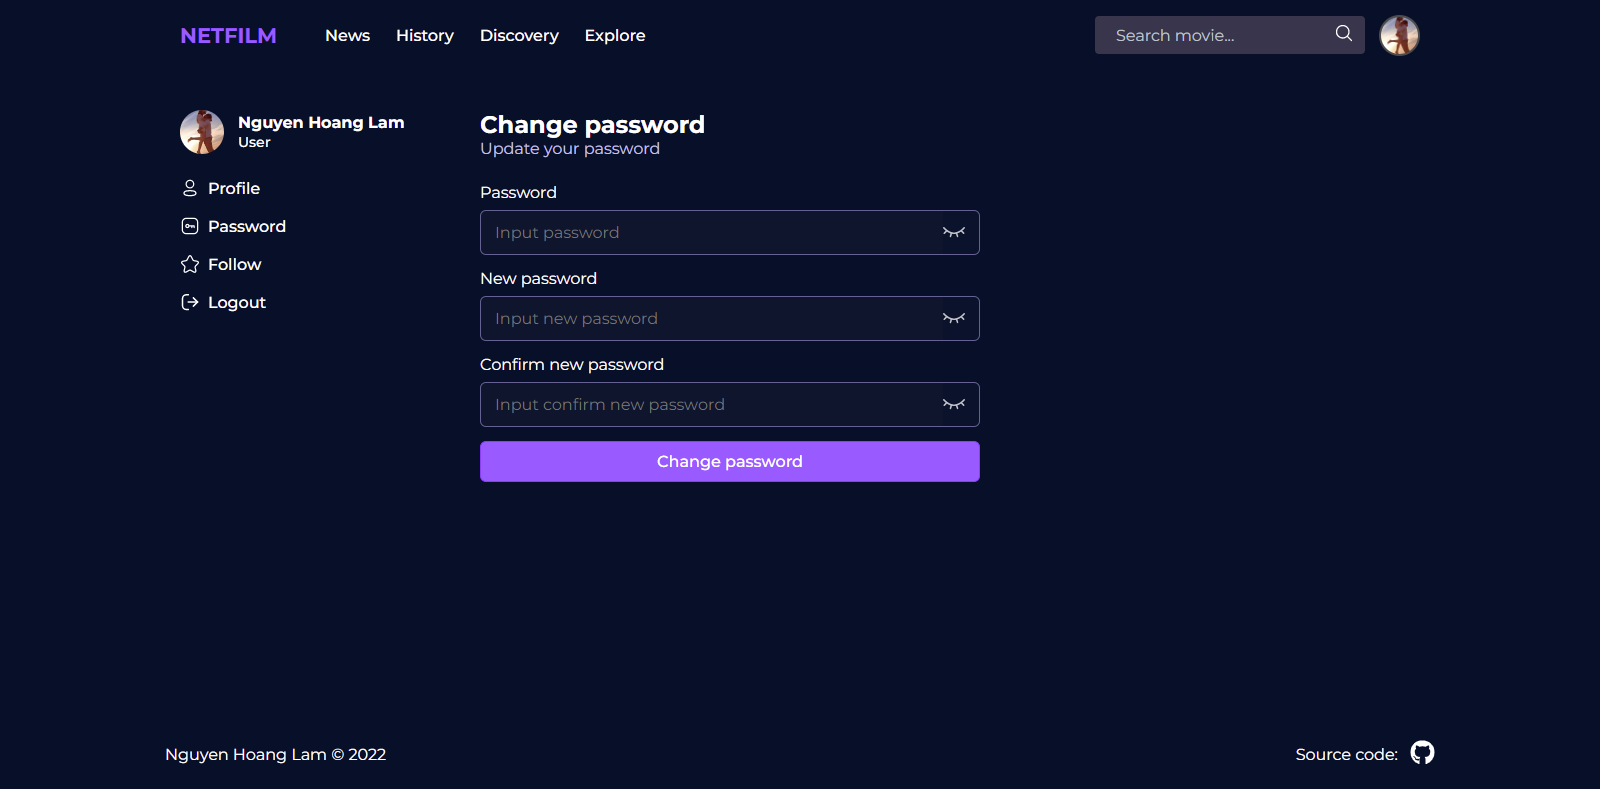 NETFILM
News History Discovery Explore
Search movie...
Nguyen Hoang Lam
User
Profile
Password
Follow
Logout
Change password
Update your password
Password
Input password
New password
Input new password
Confirm new password
Input confirm new password
Change password
Nguyen Hoang Lam © 2022
Source code: